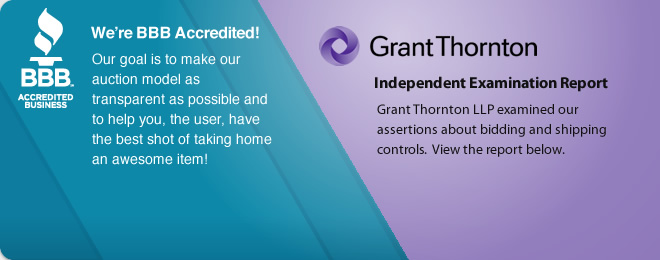 BBB
ACCREDITED
BUSINESS
We're BBB Accredited!
Our goal is to make our
auction model as
transparent as possible and
to help you, the user, have
the best shot of taking home
an awesome item!
Grant Thornton
Independent Examination Report
Grant Thornton LLP examined our
assertions about bidding and shipping
controls. View the report below.